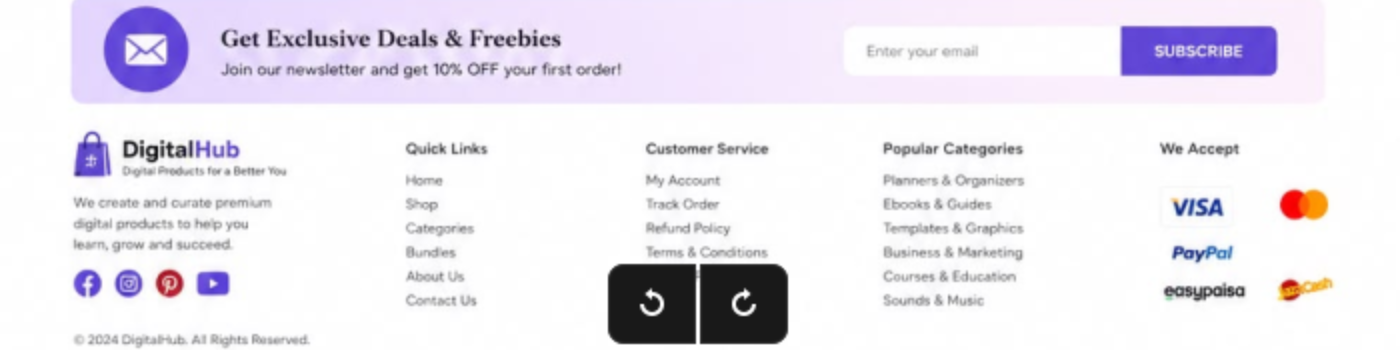 Get Exclusive Deals & Freebies
Join our newsletter and get 10% OFF your first order!
Enter your email
SUBSCRIBE
DigitalHub
Digital Products for a Better You
We create and curate premium
digital products to help you
learn, grow and succeed.
© 2024 DigitalHub. All Rights Reserved.
Quick Links
Home
Shop
Categories
Bundles
About Us
Contact Us
Customer Service
My Account
Track Order
Refund Policy
Terms & Conditions
Popular Categories
Planners & Organizers
Ebooks & Guides
Templates & Graphics
Business & Marketing
Courses & Education
Sounds & Music
We Accept
VISA
PayPal
easypaisa
JazzCash